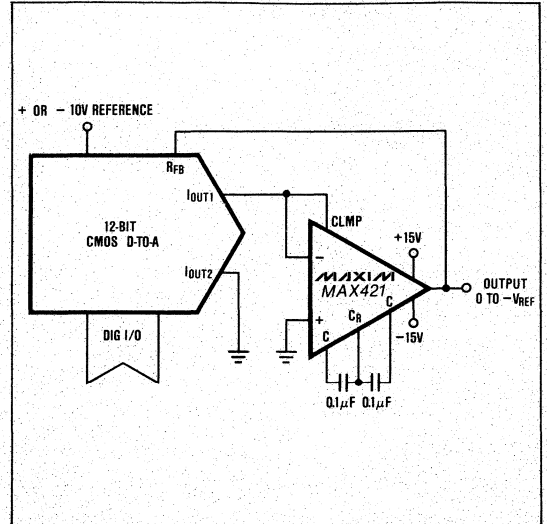 + OR − 10V REFERENCE
RFB
IOUT1
12-BIT
CMOS D-TO-A
CLMP
+15V
IOUT2
−
MAXIM
MAX421
OUTPUT
0 TO −VREF
+
C
CR
C
−15V
DIG I/O
0.1µF 0.1µF